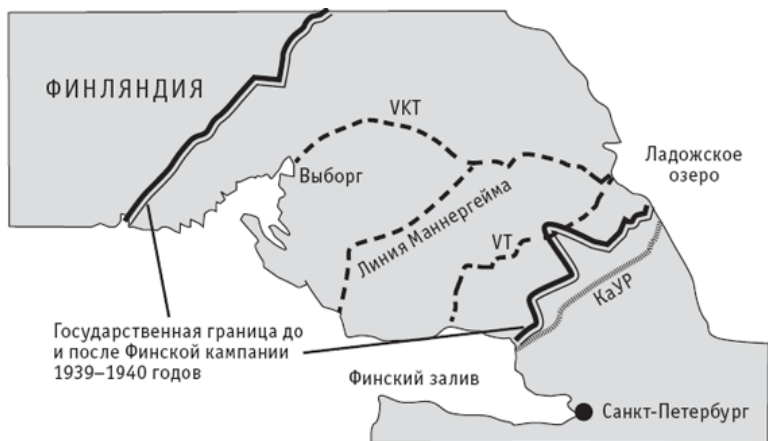 ФИНЛЯНДИЯ
VKT
Выборг
Ладожское
озеро
Линия Маннергейма
VT
КаУР
Государственная граница до
и после Финской кампании
1939–1940 годов
Финский залив
Санкт-Петербург